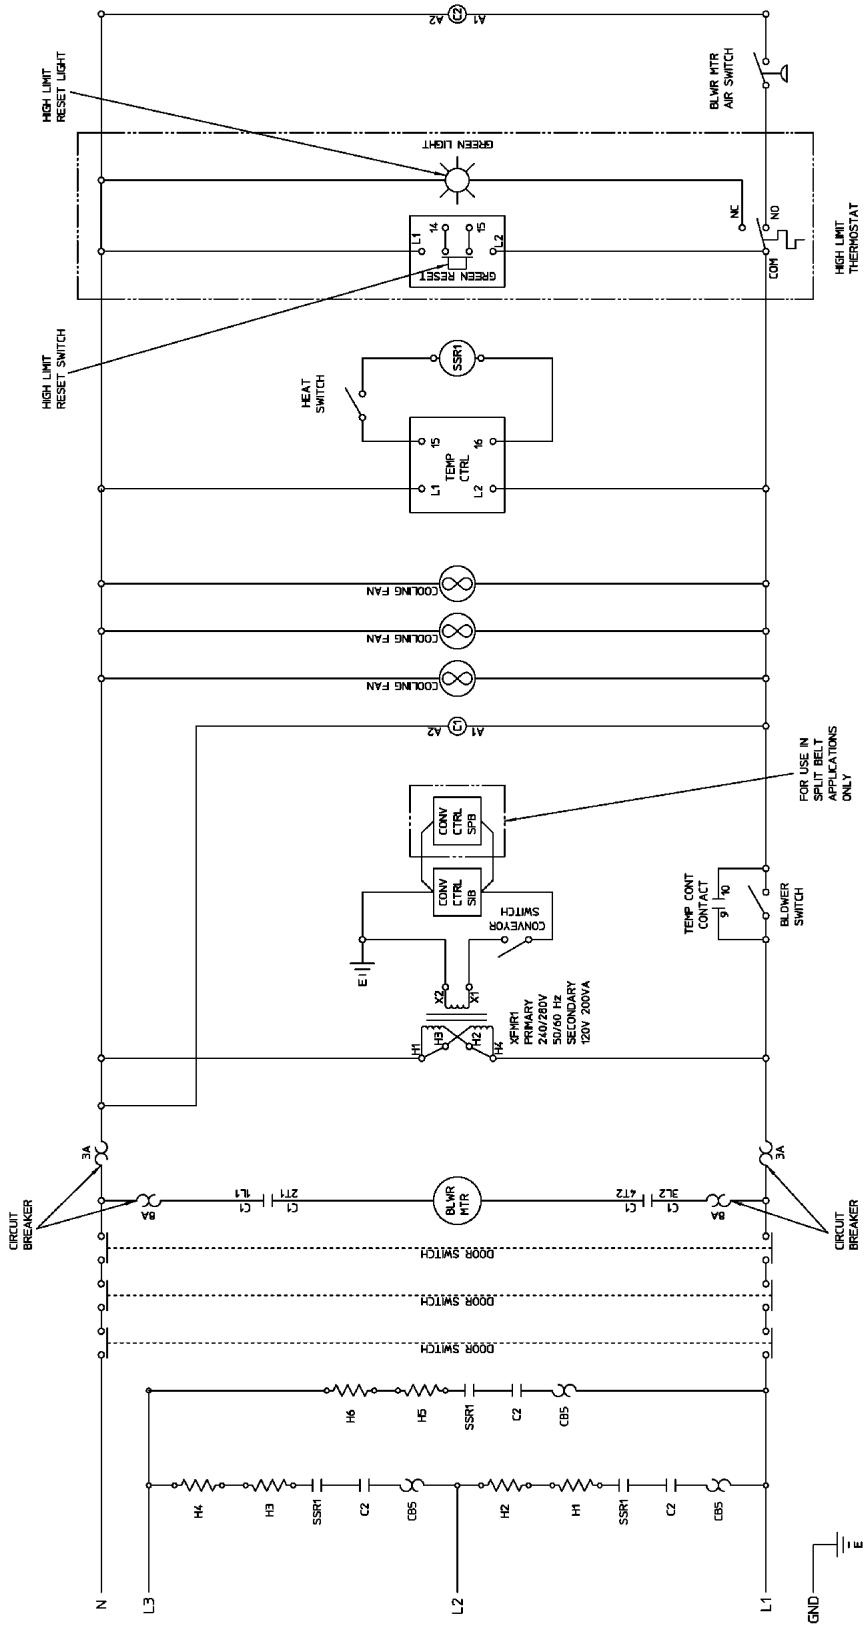 N
L3
L2
L1
GND
E
H4
H3
SSR1
C2
CB5
H2
H1
SSR1
C2
CB5
H6
H5
SSR1
C2
CB5
DOOR SWITCH
DOOR SWITCH
DOOR SWITCH
CIRCUIT
BREAKER
3A
8A
C1
1L1
C1
2T1
BLWR
MTR
C1
4T2
C1
3L2
8A
3A
CIRCUIT
BREAKER
H1
H3
H2
H4
X2
X1
XFMR1
PRIMARY
240/280V
50/60 Hz
SECONDARY
120V 200VA
E
CONVEYOR
SWITCH
CONV
CTRL
SIB
CONV
CTRL
SPB
FOR USE IN
SPLIT BELT
APPLICATIONS
ONLY
TEMP CONT
CONTACT
9
10
BLOWER
SWITCH
A2
C1
A1
COOLING FAN
COOLING FAN
COOLING FAN
L1
15
TEMP
CTRL
L2
16
HEAT
SWITCH
SSR1
HIGH LIMIT
RESET SWITCH
GREEN RESET
L1
14
15
L2
GREEN LIGHT
HIGH LIMIT
RESET LIGHT
COM
NC
NO
HIGH LIMIT
THERMOSTAT
BLWR MTR
AIR SWITCH
A2
C2
A1